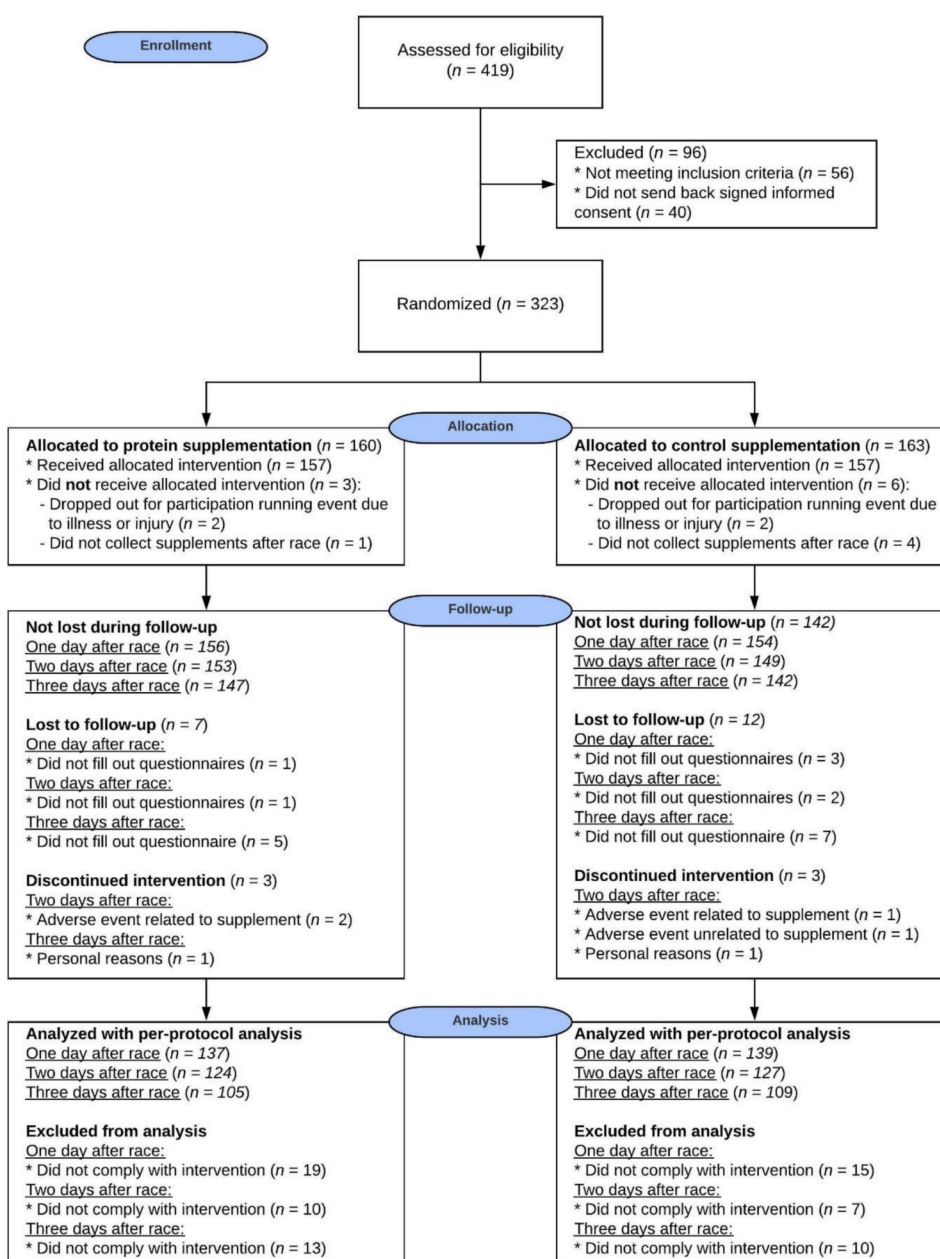 Enrollment
Assessed for eligibility
(n = 419)
Excluded (n = 96)
* Not meeting inclusion criteria (n = 56)
* Did not send back signed informed
consent (n = 40)
Randomized (n = 323)
Allocation
Allocated to protein supplementation (n = 160)
* Received allocated intervention (n = 157)
* Did not receive allocated intervention (n = 3):
- Dropped out for participation running event due
to illness or injury (n = 2)
- Did not collect supplements after race (n = 1)
Allocated to control supplementation (n = 163)
* Received allocated intervention (n = 157)
* Did not receive allocated intervention (n = 6):
- Dropped out for participation running event due
to illness or injury (n = 2)
- Did not collect supplements after race (n = 4)
Follow-up
Not lost during follow-up
One day after race (n = 156)
Two days after race (n = 153)
Three days after race (n = 147)
Lost to follow-up (n = 7)
One day after race:
* Did not fill out questionnaires (n = 1)
Two days after race:
* Did not fill out questionnaires (n = 1)
Three days after race:
* Did not fill out questionnaire (n = 5)
Discontinued intervention (n = 3)
Two days after race:
* Adverse event related to supplement (n = 2)
Three days after race:
* Personal reasons (n = 1)
Not lost during follow-up (n = 142)
One day after race (n = 154)
Two days after race (n = 149)
Three days after race (n = 142)
Lost to follow-up (n = 12)
One day after race:
* Did not fill out questionnaires (n = 3)
Two days after race:
* Did not fill out questionnaires (n = 2)
Three days after race:
* Did not fill out questionnaire (n = 7)
Discontinued intervention (n = 3)
Two days after race:
* Adverse event related to supplement (n = 1)
* Adverse event unrelated to supplement (n = 1)
* Personal reasons (n = 1)
Analysis
Analyzed with per-protocol analysis
One day after race (n = 137)
Two days after race (n = 124)
Three days after race (n = 105)
Excluded from analysis
One day after race:
* Did not comply with intervention (n = 19)
Two days after race:
* Did not comply with intervention (n = 10)
Three days after race:
* Did not comply with intervention (n = 13)
Analyzed with per-protocol analysis
One day after race (n = 139)
Two days after race (n = 127)
Three days after race (n = 109)
Excluded from analysis
One day after race:
* Did not comply with intervention (n = 15)
Two days after race:
* Did not comply with intervention (n = 7)
Three days after race:
* Did not comply with intervention (n = 10)